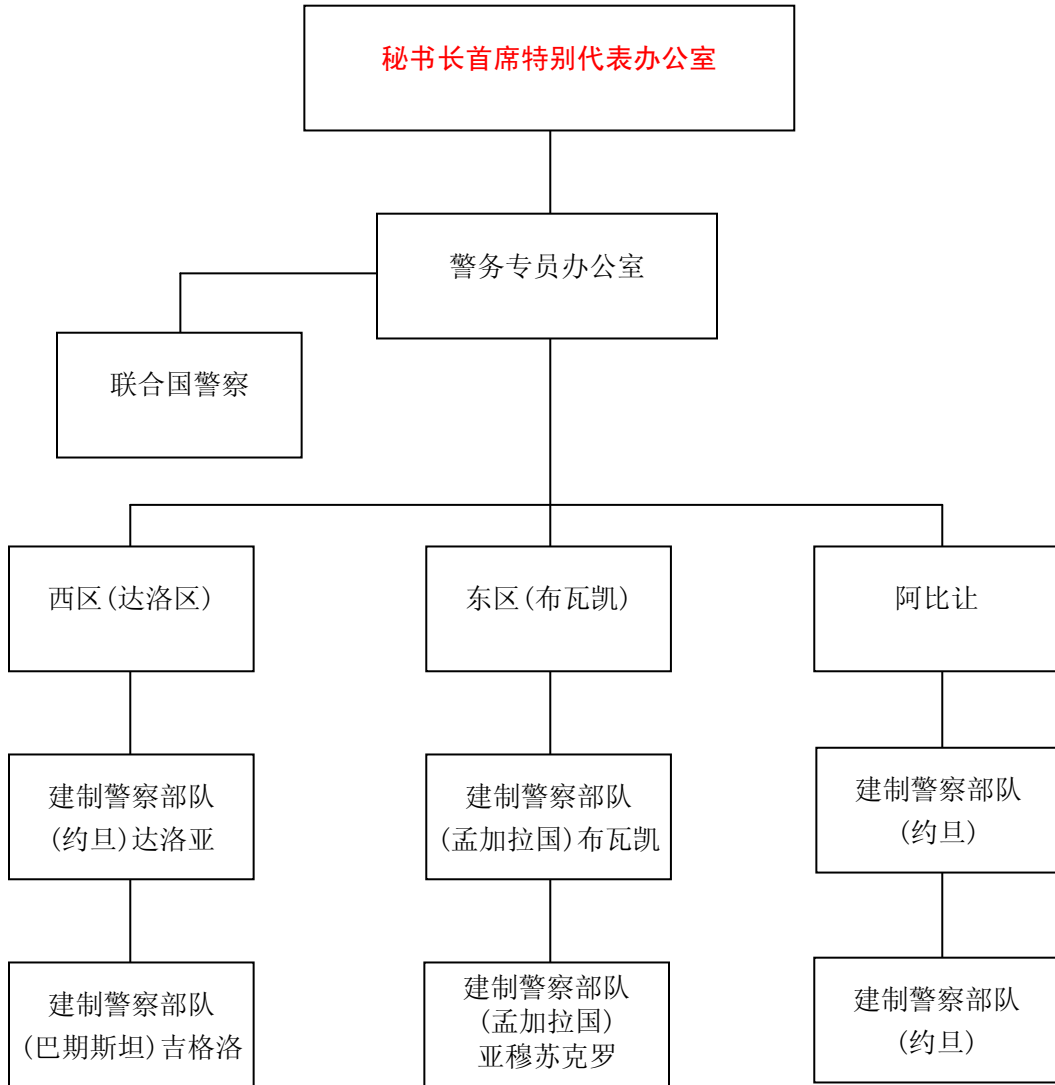 秘书长首席特别代表办公室
警务专员办公室
联合国警察
西区(达洛区)
东区(布瓦凯)
阿比让
建制警察部队
(约旦)达洛亚
建制警察部队
(孟加拉国)布瓦凯
建制警察部队
(约旦)
建制警察部队
(巴期斯坦)吉格洛
建制警察部队
(孟加拉国)
亚穆苏克罗
建制警察部队
(约旦)